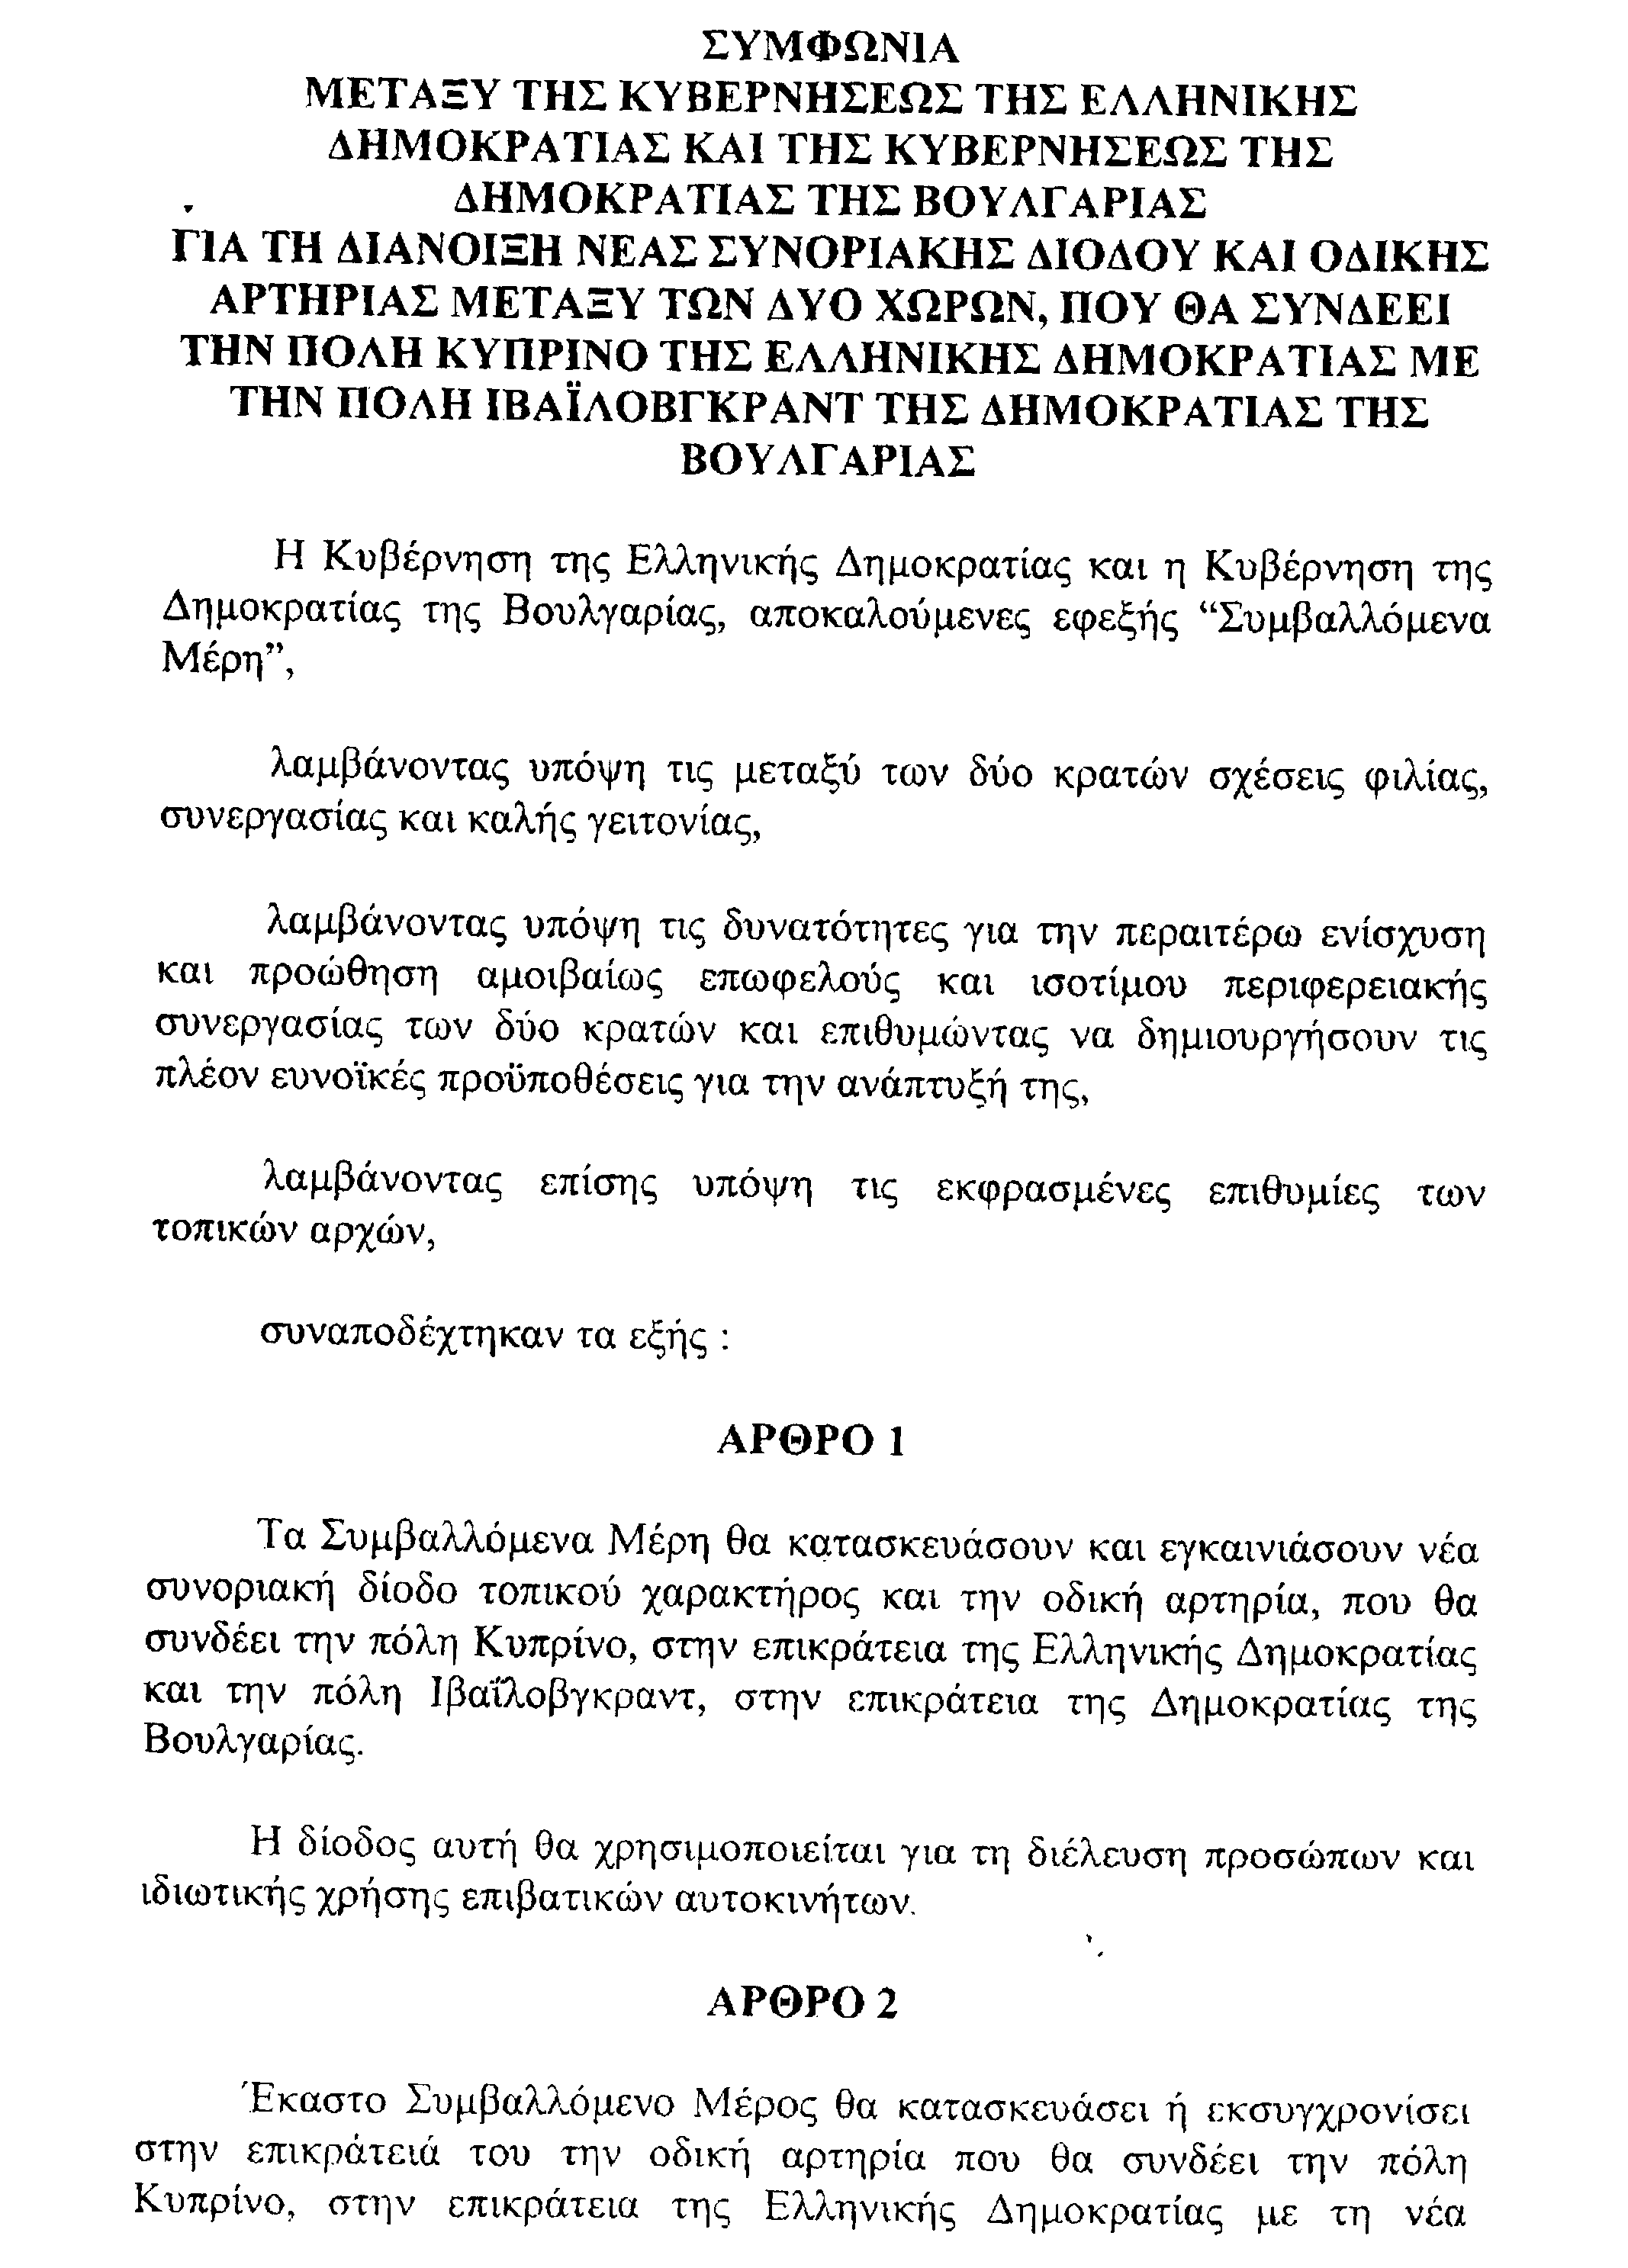 ΣΥΜΦΩΝΙΑ
ΜΕΤΑΞΥ ΤΗΣ ΚΥΒΕΡΝΗΣΕΩΣ ΤΗΣ ΕΛΛΗΝΙΚΗΣ
ΔΗΜΟΚΡΑΤΙΑΣ ΚΑΙ ΤΗΣ ΚΥΒΕΡΝΗΣΕΩΣ ΤΗΣ
ΔΗΜΟΚΡΑΤΙΑΣ ΤΗΣ ΒΟΥΛΓΑΡΙΑΣ
ΓΙΑ ΤΗ ΔΙΑΝΟΙΞΗ ΝΕΑΣ ΣΥΝΟΡΙΑΚΗΣ ΔΙΟΔΟΥ ΚΑΙ ΟΔΙΚΗΣ
ΑΡΤΗΡΙΑΣ ΜΕΤΑΞΥ ΤΩΝ ΔΥΟ ΧΩΡΩΝ, ΠΟΥ ΘΑ ΣΥΝΔΕΕΙ
ΤΗΝ ΠΟΛΗ ΚΥΠΡΙΝΟ ΤΗΣ ΕΛΛΗΝΙΚΗΣ ΔΗΜΟΚΡΑΤΙΑΣ ΜΕ
ΤΗΝ ΠΟΛΗ ΙΒΑΪΛΟΒΓΚΡΑΝΤ ΤΗΣ ΔΗΜΟΚΡΑΤΙΑΣ ΤΗΣ
ΒΟΥΛΓΑΡΙΑΣ
Η Κυβέρνηση της Ελληνικής Δημοκρατίας και η Κυβέρνηση της
Δημοκρατίας της Βουλγαρίας, αποκαλούμενες εφεξής “Συμβαλλόμενα
Μέρη”,
λαμβάνοντας υπόψη τις μεταξύ των δύο κρατών σχέσεις φιλίας,
συνεργασίας και καλής γειτονίας,
λαμβάνοντας υπόψη τις δυνατότητες για την περαιτέρω ενίσχυση
και προώθηση αμοιβαίως επωφελούς και ισοτίμου περιφερειακής
συνεργασίας των δύο κρατών και επιθυμώντας να δημιουργήσουν τις
πλέον ευνοϊκές προϋποθέσεις για την ανάπτυξή της,
λαμβάνοντας επίσης υπόψη τις εκφρασμένες επιθυμίες των
τοπικών αρχών,
συναποδέχτηκαν τα εξής :
ΑΡΘΡΟ 1
Τα Συμβαλλόμενα Μέρη θα κατασκευάσουν και εγκαινιάσουν νέα
συνοριακή δίοδο τοπικού χαρακτήρος και την οδική αρτηρία, που θα
συνδέει την πόλη Κυπρίνο, στην επικράτεια της Ελληνικής Δημοκρατίας
και την πόλη Ιβαΐλοβγκραντ, στην επικράτεια της Δημοκρατίας της
Βουλγαρίας.
Η δίοδος αυτή θα χρησιμοποιείται για τη διέλευση προσώπων και
ιδιωτικής χρήσης επιβατικών αυτοκινήτων.
ΑΡΘΡΟ 2
Έκαστο Συμβαλλόμενο Μέρος θα κατασκευάσει ή εκσυγχρονίσει
στην επικράτειά του την οδική αρτηρία που θα συνδέει την πόλη
Κυπρίνο, στην επικράτεια της Ελληνικής Δημοκρατίας με τη νέα